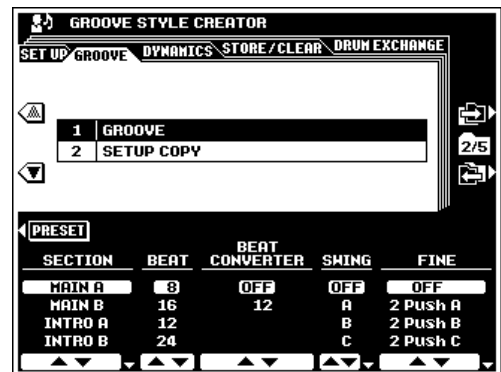 GROOVE STYLE CREATOR
SET UP GROOVE DYNAMICS STORE/CLEAR DRUM EXCHANGE
1 GROOVE
2 SETUP COPY
2/5
PRESET
SECTION BEAT BEAT CONVERTER SWING FINE
MAIN A 8 OFF OFF OFF
MAIN B 16 12 A 2 Push A
INTRO A 12 B 2 Push B
INTRO B 24 C 2 Push C